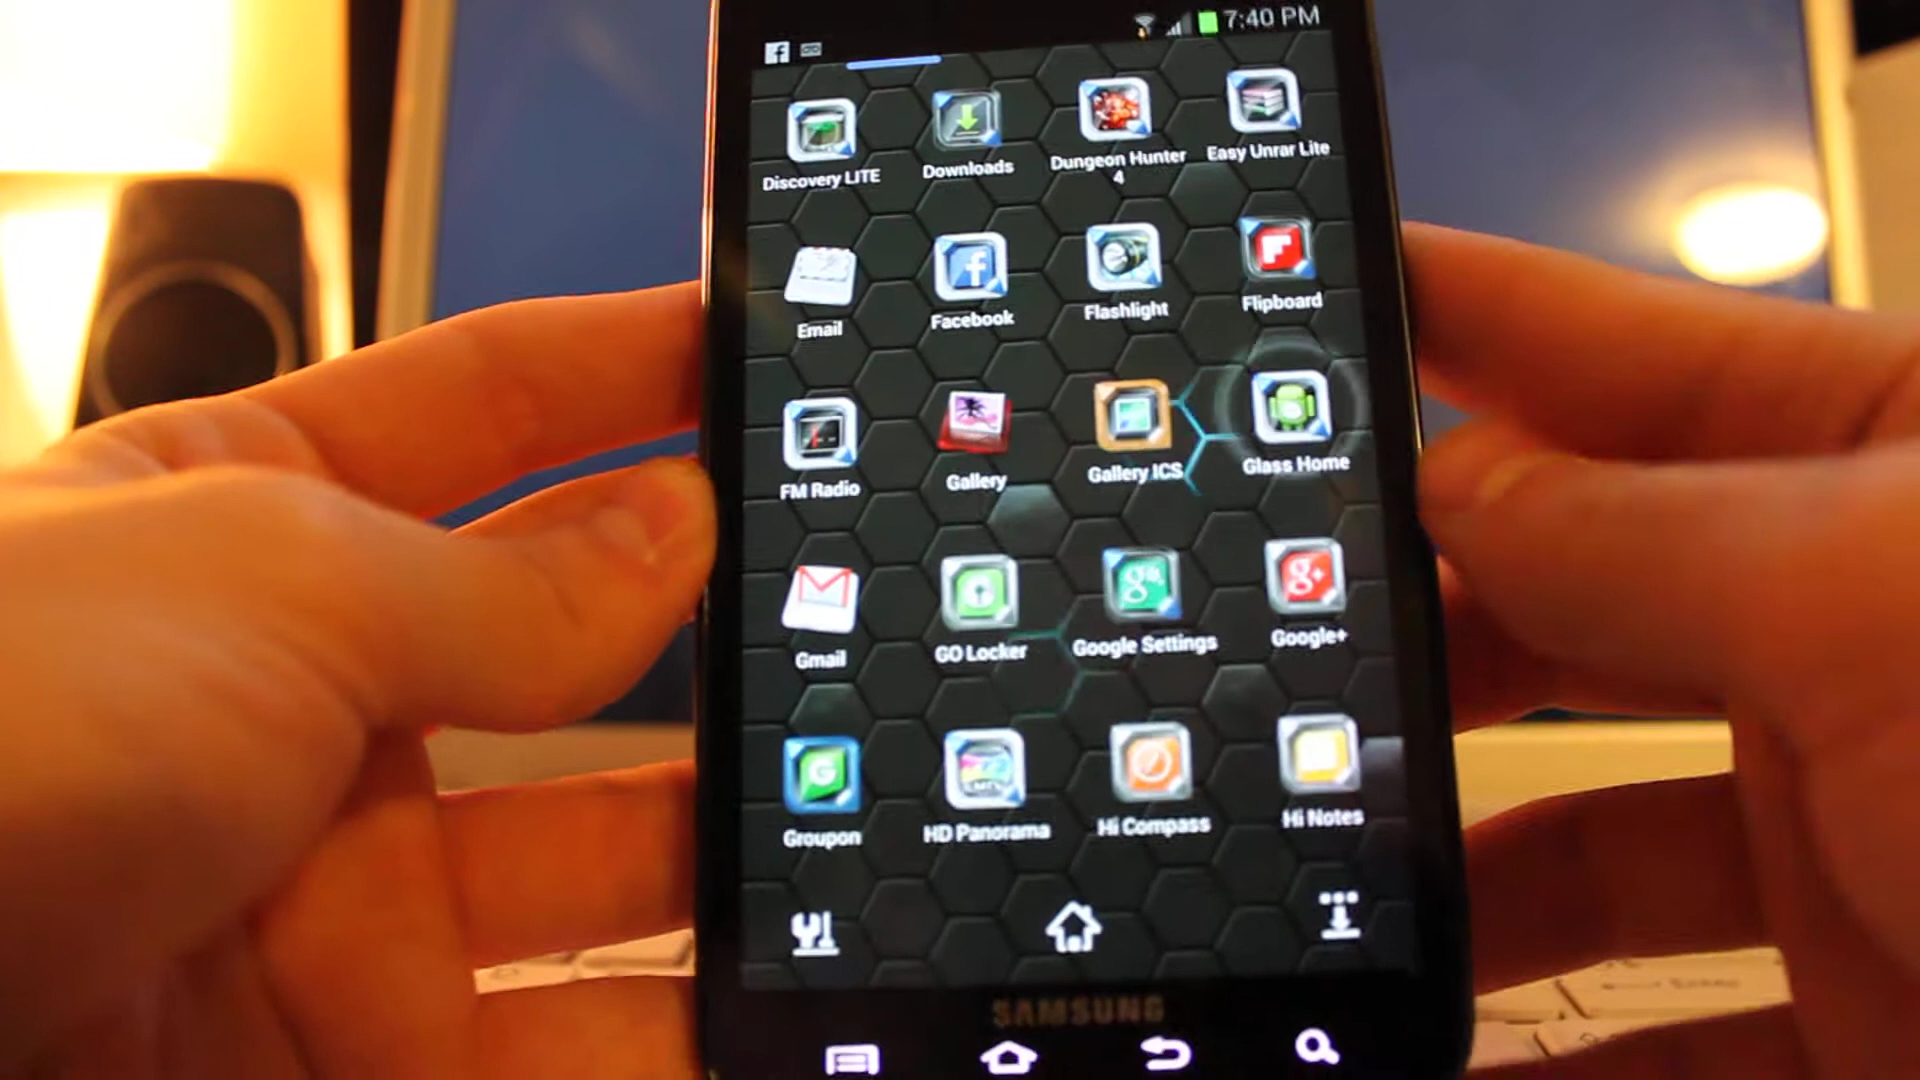 7:40 PM
Discovery LITE
Downloads
Dungeon Hunter
4
Easy Unrar Lite
Email
Facebook
Flashlight
Flipboard
FM Radio
Gallery
Gallery ICS
Glass Home
Gmail
GO Locker
Google Settings
Google+
Groupon
HD Panorama
Hi Compass
Hi Notes
SAMSUNG